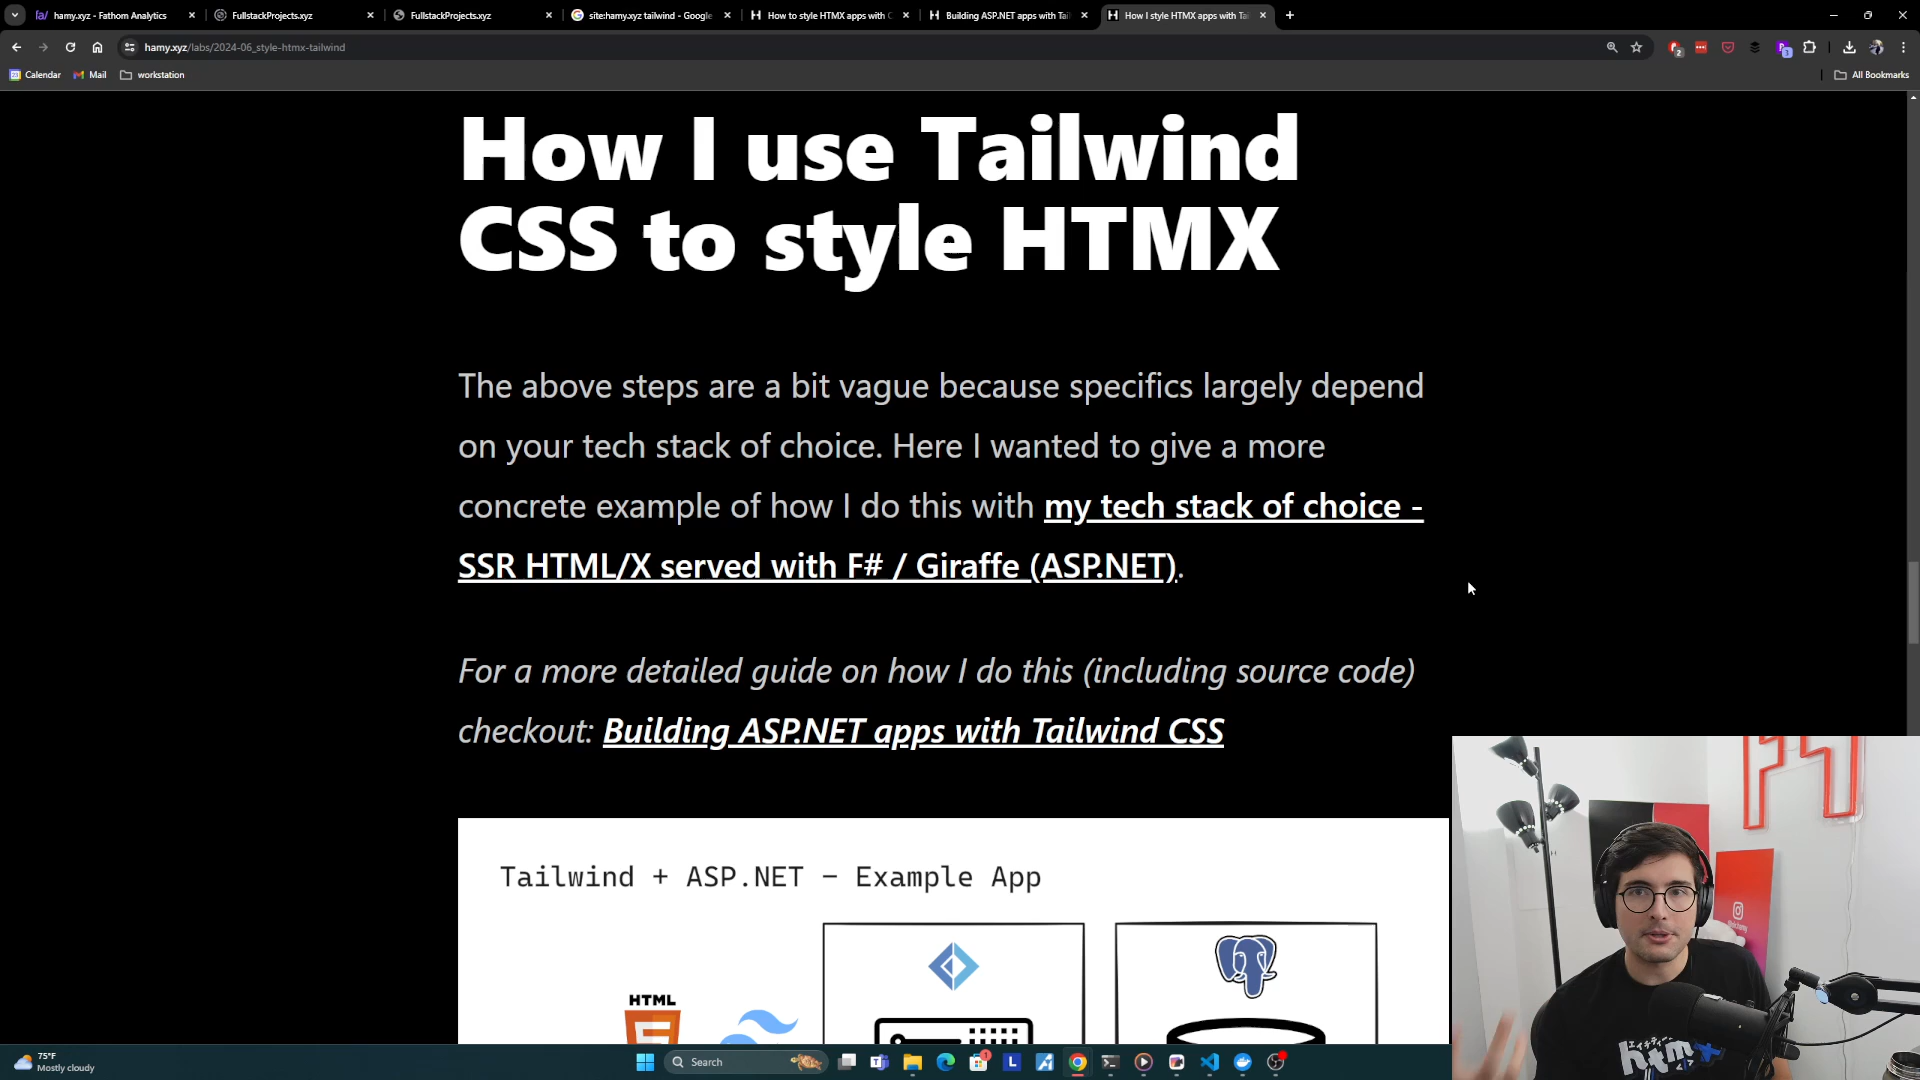 hamy.xyz - Fathom Analytics
FullstackProjects.xyz
FullstackProjects.xyz
site:hamy.xyz tailwind - Google
How to style HTMX apps with C
Building ASP.NET apps with Tail
How I style HTMX apps with Tai
hamy.xyz/labs/2024-06_style-htmx-tailwind
Calendar
Mail
workstation
All Bookmarks
How I use Tailwind
CSS to style HTMX
The above steps are a bit vague because specifics largely depend
on your tech stack of choice. Here I wanted to give a more
concrete example of how I do this with my tech stack of choice -
SSR HTML/X served with F# / Giraffe (ASP.NET).
For a more detailed guide on how I do this (including source code)
checkout: Building ASP.NET apps with Tailwind CSS
Tailwind + ASP.NET - Example App
HTML
htmx
75°F
Mostly cloudy
Search